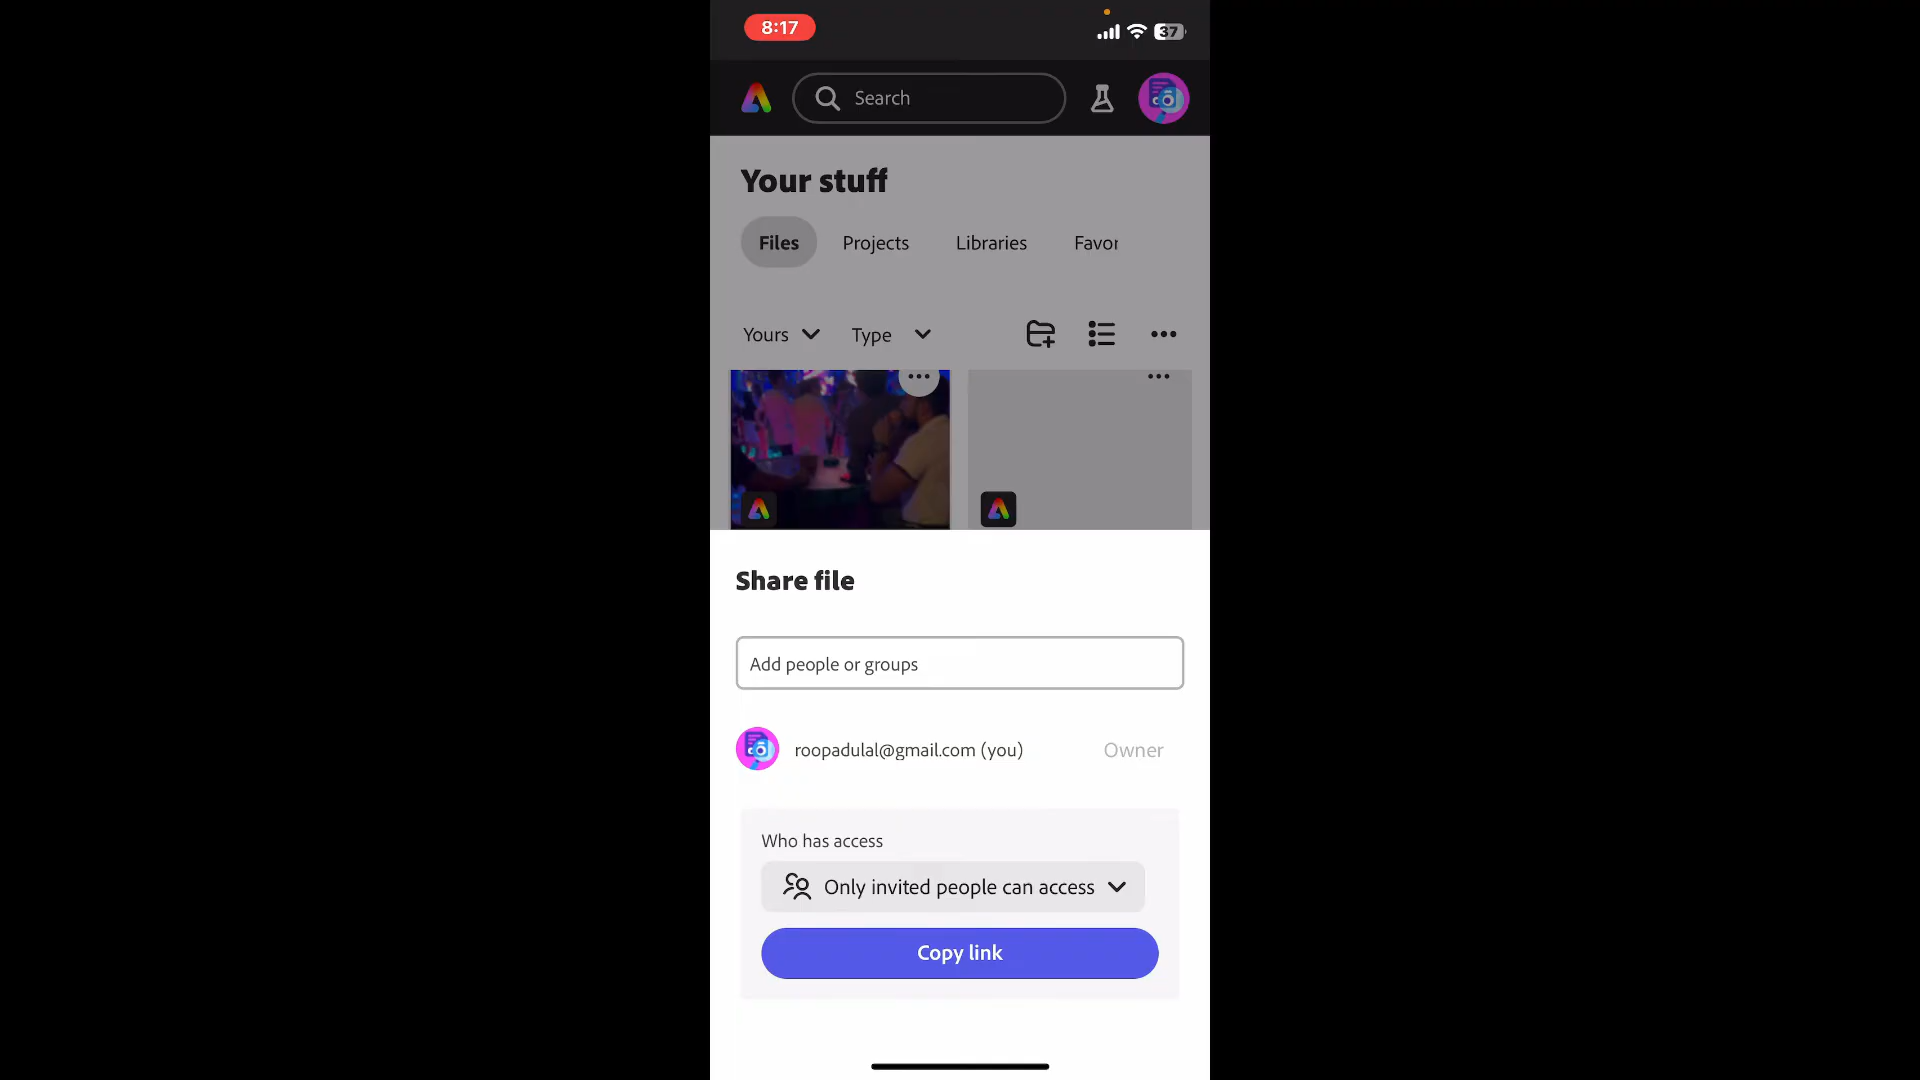 8:17
37
Search
Your stuff
Files Projects Libraries Favor
Yours Type
Share file
Add people or groups
roopadulal@gmail.com (you) Owner
Who has access
Only invited people can access
Copy link